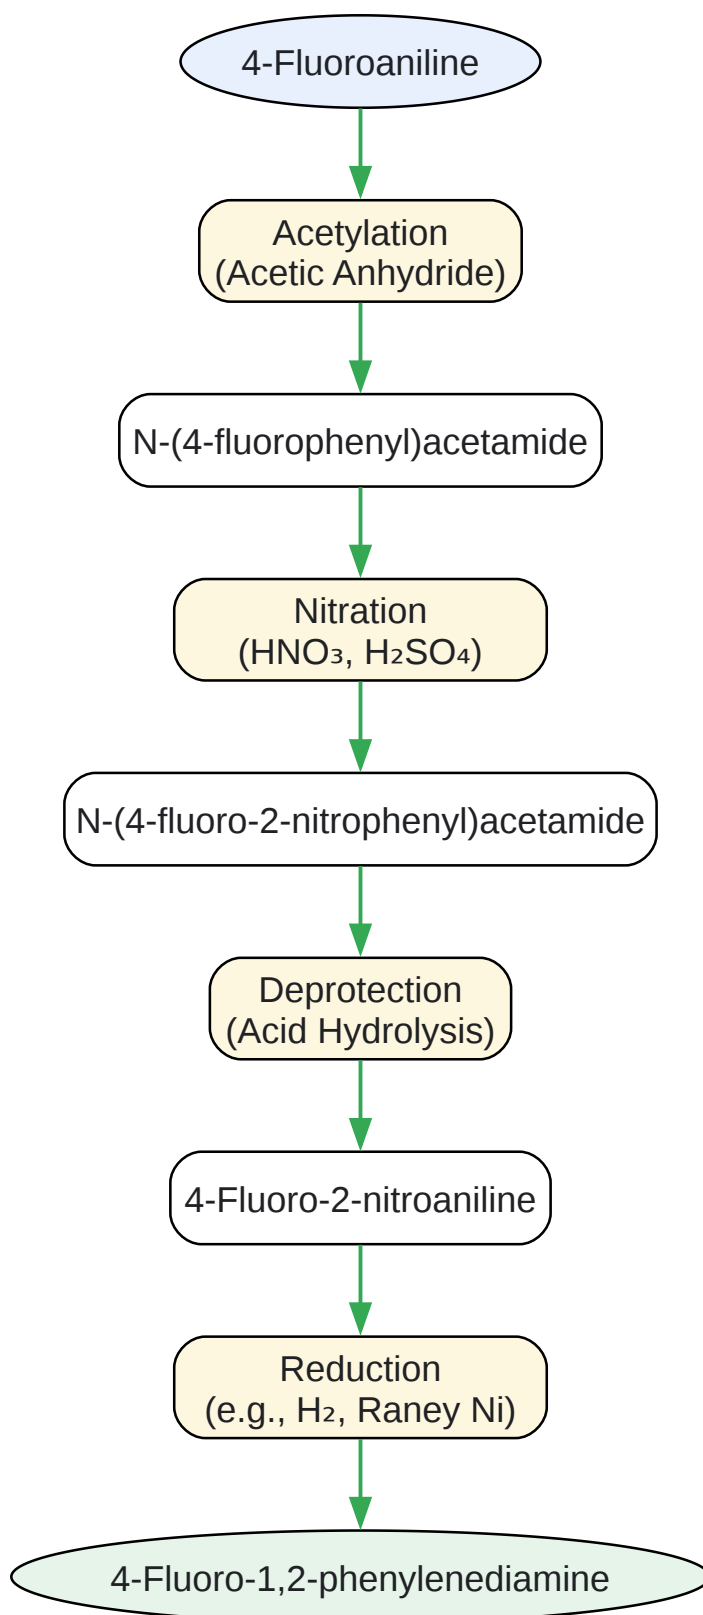 4-Fluoroaniline
Acetylation
(Acetic Anhydride)
N-(4-fluorophenyl)acetamide
Nitration
(HNO₃, H₂SO₄)
N-(4-fluoro-2-nitrophenyl)acetamide
Deprotection
(Acid Hydrolysis)
4-Fluoro-2-nitroaniline
Reduction
(e.g., H₂, Raney Ni)
4-Fluoro-1,2-phenylenediamine